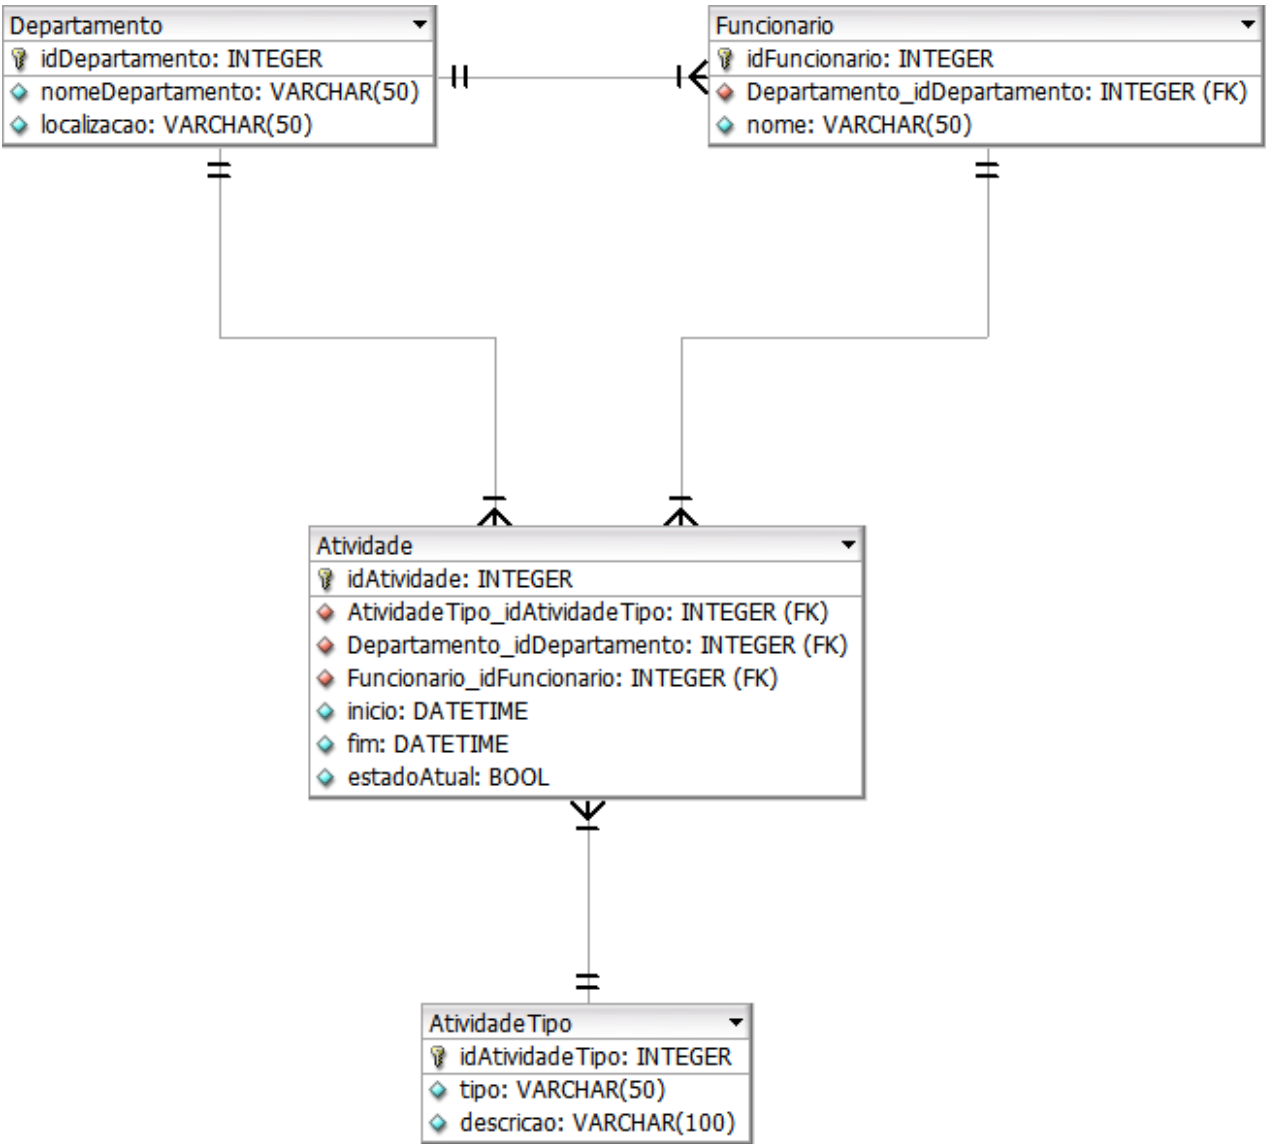 Departamento
idDepartamento: INTEGER
nomeDepartamento: VARCHAR(50)
localizacao: VARCHAR(50)
Funcionario
idFuncionario: INTEGER
Departamento_idDepartamento: INTEGER (FK)
nome: VARCHAR(50)
Atividade
idAtividade: INTEGER
AtividadeTipo_idAtividadeTipo: INTEGER (FK)
Departamento_idDepartamento: INTEGER (FK)
Funcionario_idFuncionario: INTEGER (FK)
inicio: DATETIME
fim: DATETIME
estadoAtual: BOOL
AtividadeTipo
idAtividadeTipo: INTEGER
tipo: VARCHAR(50)
descricao: VARCHAR(100)